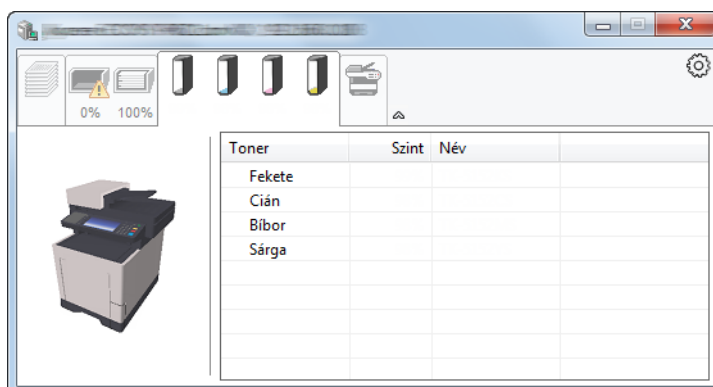 0% 100%
Toner Szint Név
Fekete
Cián
Bíbor
Sárga